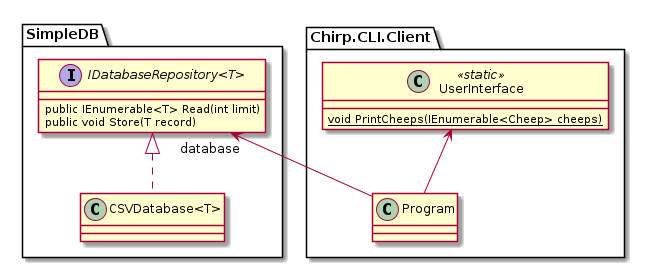 SimpleDB
I IDatabaseRepository<T>
public IEnumerable<T> Read(int limit)
public void Store(T record)
database
C CSVDatabase<T>
Chirp.CLI.Client
C «static»
UserInterface
void PrintCheeps(IEnumerable<Cheep> cheeps)
C Program